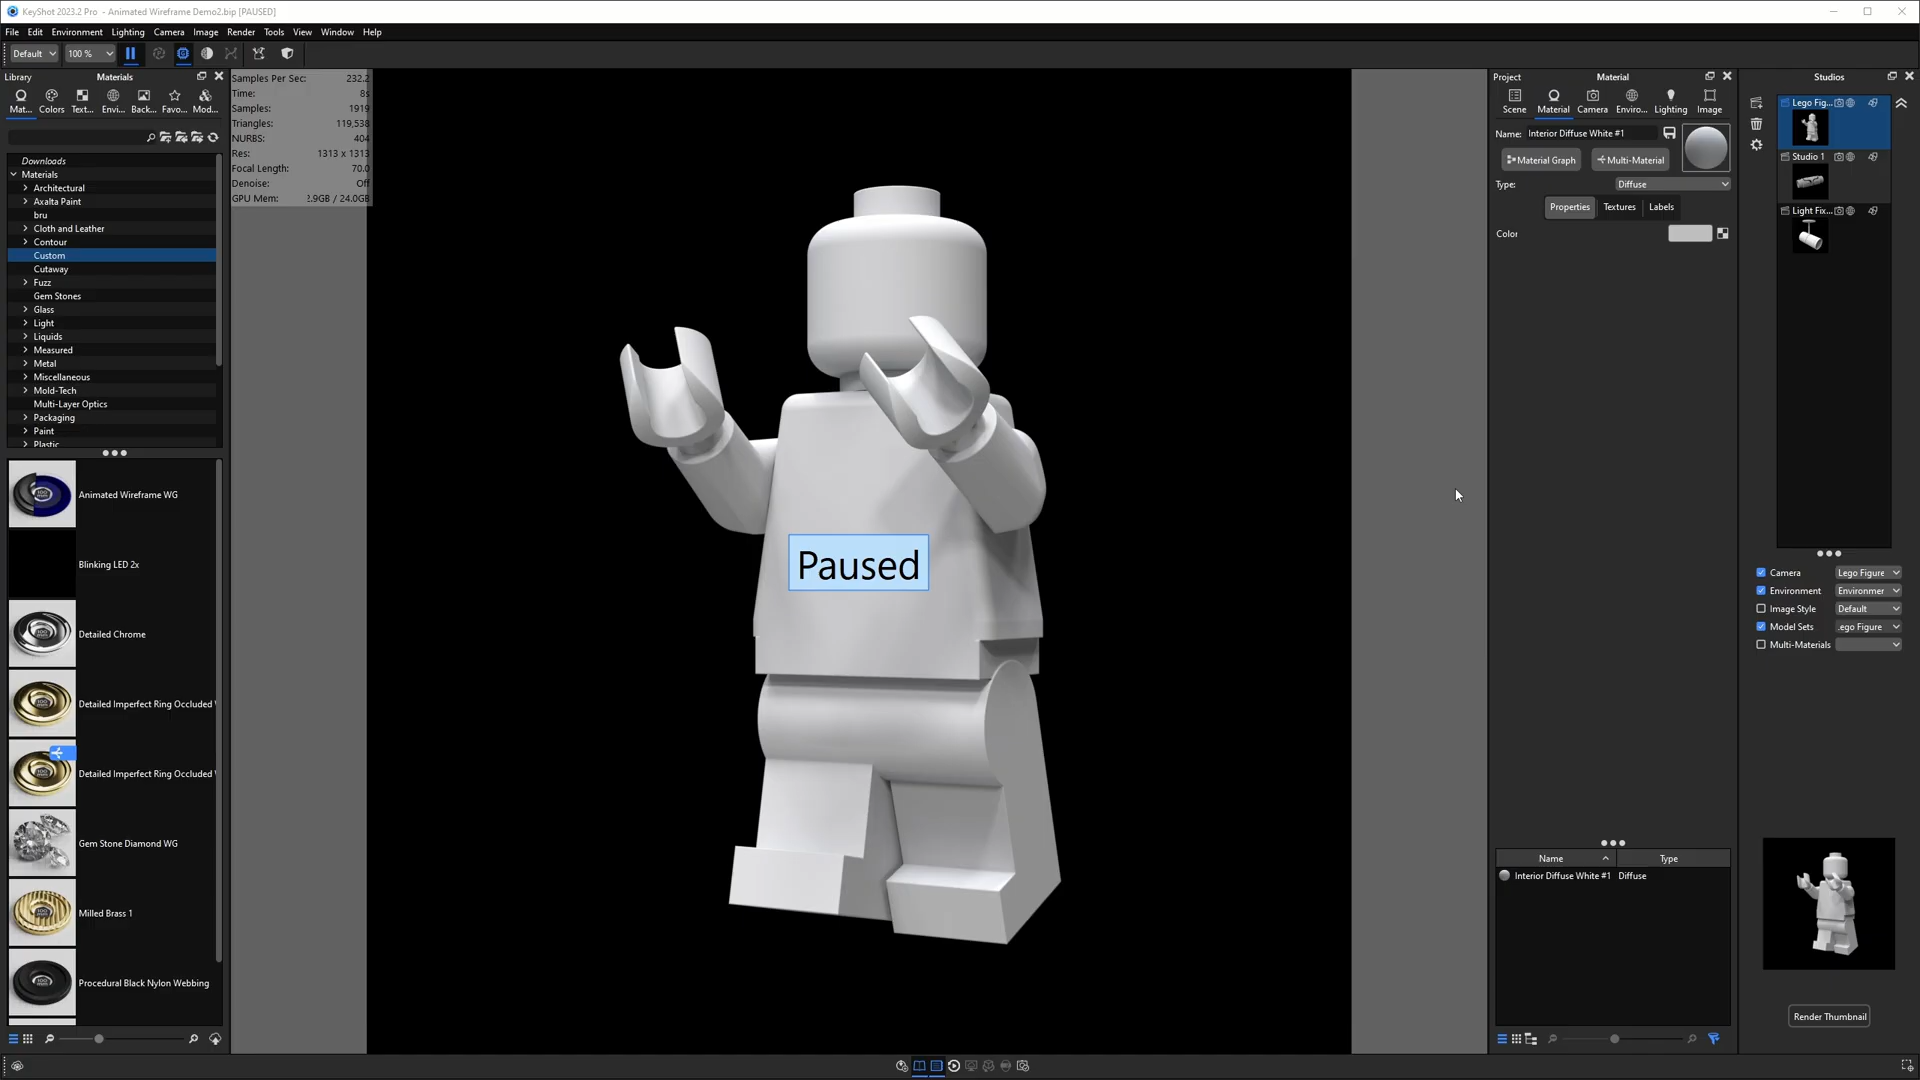 KeyShot 2023.2 Pro - Animated Wireframe Demo2.bip [PAUSED]
File Edit Environment Lighting Camera Image Render Tools View Window Help
Default 100 %
Library Materials
Mat... Colors Text... Envi... Back... Favo... Mod...
Downloads
Materials
Architectural
Axalta Paint
bru
Cloth and Leather
Contour
Custom
Cutaway
Fuzz
Gem Stones
Glass
Light
Liquids
Measured
Metal
Miscellaneous
Mold-Tech
Multi-Layer Optics
Packaging
Paint
Plastic
Animated Wireframe WG
Blinking LED 2x
Detailed Chrome
Detailed Imperfect Ring Occluded
Detailed Imperfect Ring Occluded
Gem Stone Diamond WG
Milled Brass 1
Procedural Black Nylon Webbing
Samples Per Sec: 232.2
Time: 8s
Samples: 1919
Triangles: 119,538
NURBS: 404
Res: 1313 x 1313
Focal Length: 70.0
Denoise: Off
GPU Mem: 2.9GB / 24.0GB
Paused
Project Material
Scene Material Camera Enviro... Lighting Image
Name: Interior Diffuse White #1
Material Graph Multi-Material
Type: Diffuse
Properties Textures Labels
Color
Name Type
Interior Diffuse White #1 Diffuse
Studios
Lego Fig...
Studio 1
Light Fix...
Camera Lego Figure
Environment Environmer
Image Style Default
Model Sets .ego Figure
Multi-Materials
Render Thumbnail